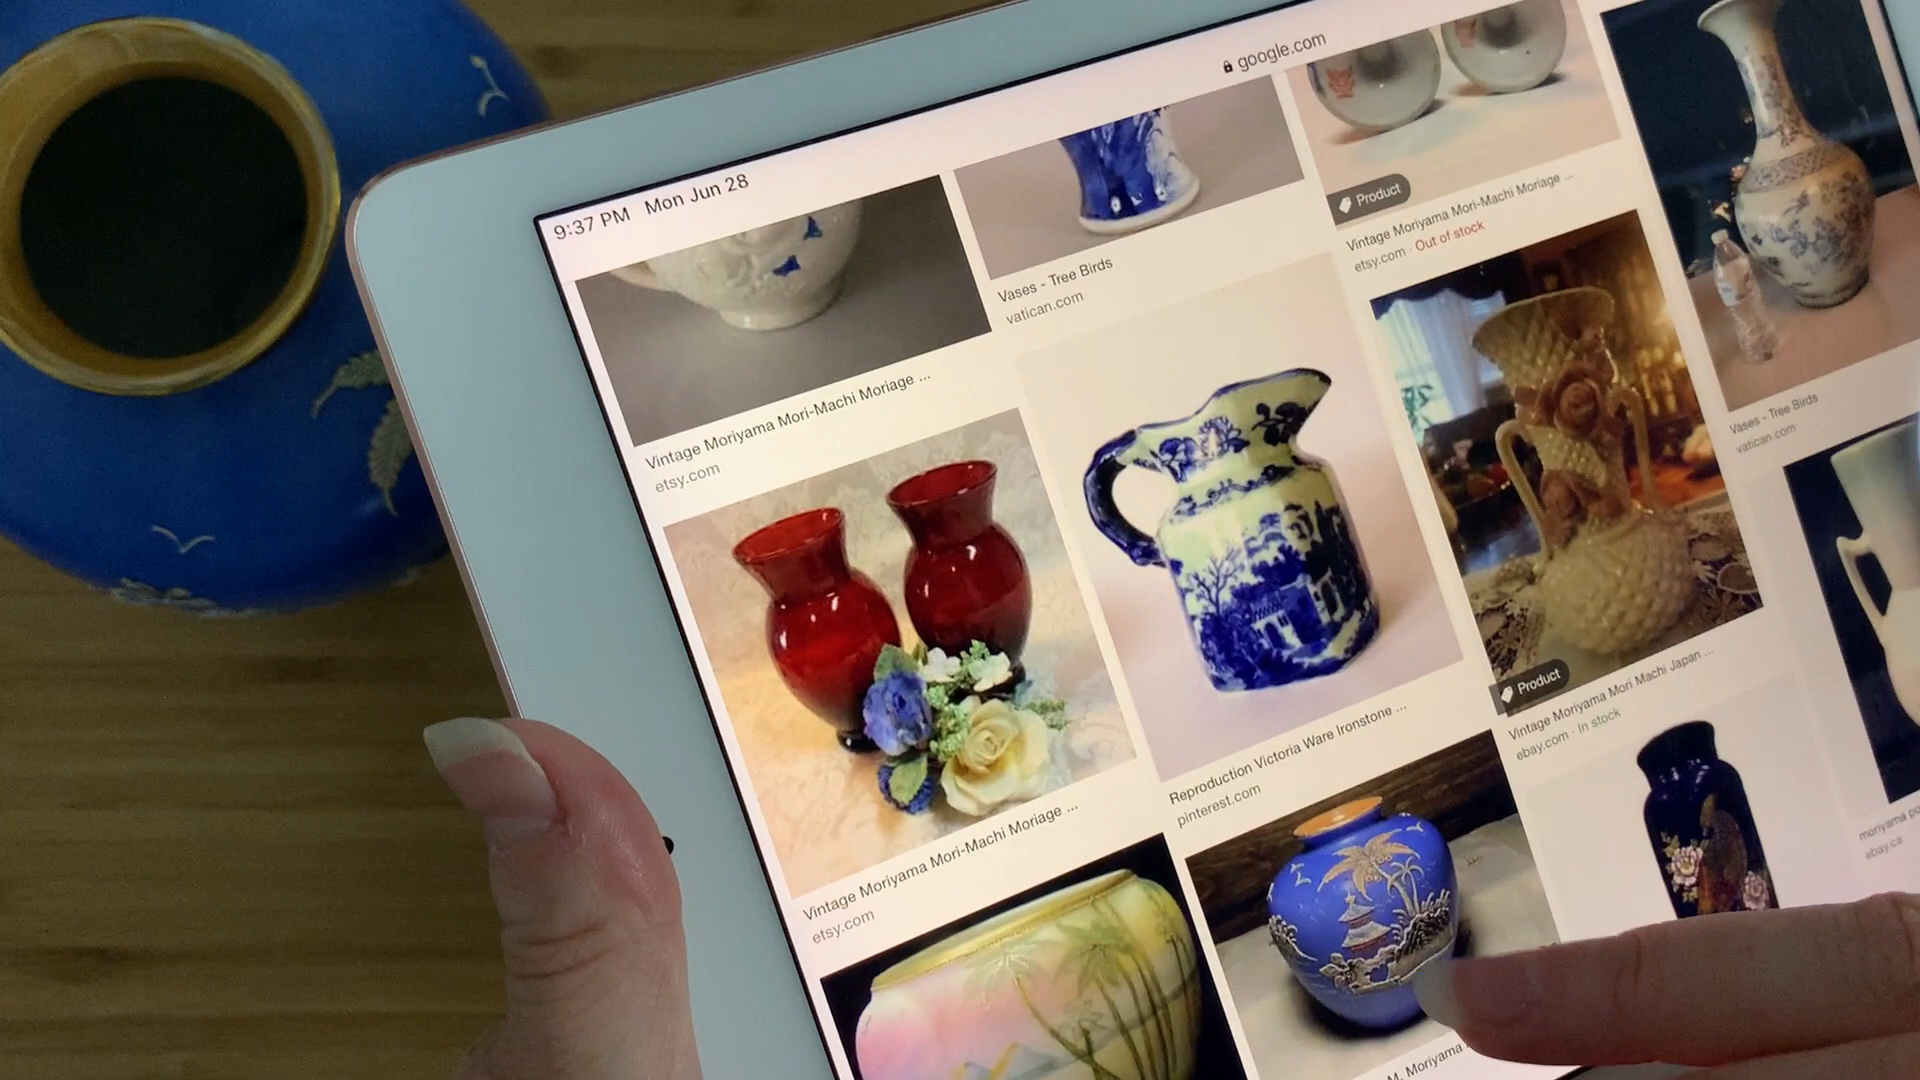 google.com
9:37 PM Mon Jun 28
Vintage Moriyama Mori-Machi Moriage ...
etsy.com
Vases - Tree Birds
vatican.com
Product
Vintage Moriyama Mori-Machi Moriage ...
etsy.com · Out of stock
Vases - Tree Birds
vatican.com
Vintage Moriyama Mori-Machi Moriage ...
etsy.com
Reproduction Victoria Ware Ironstone ...
pinterest.com
Product
Vintage Moriyama Mori Machi Japan ...
ebay.com · In stock
moriyama po
ebay.ca
M. Moriyama